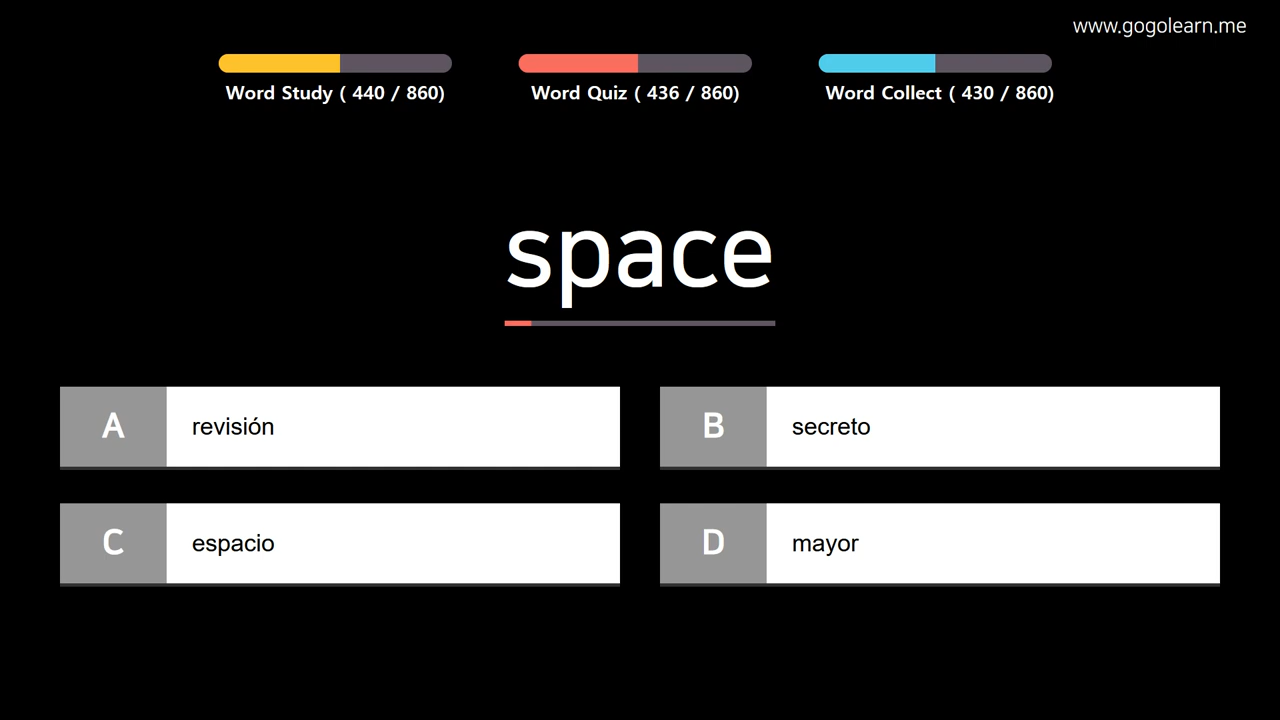 www.gogolearn.me
Word Study ( 440 / 860)
Word Quiz ( 436 / 860)
Word Collect ( 430 / 860)
space
A revisión
B secreto
C espacio
D mayor